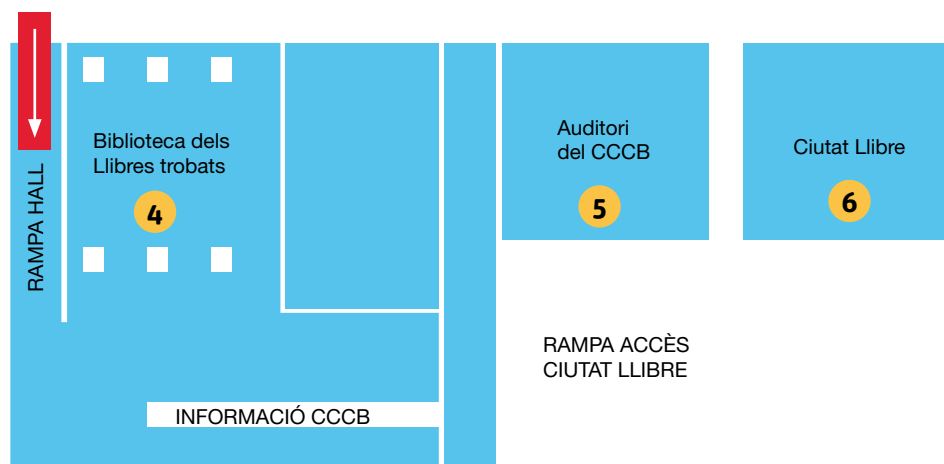 RAMPA HALL
Biblioteca dels
Llibres trobats
4
Auditori
del CCCB
5
Ciutat Llibre
6
RAMPA ACCÈS
CIUTAT LLIBRE
INFORMACIÓ CCCB